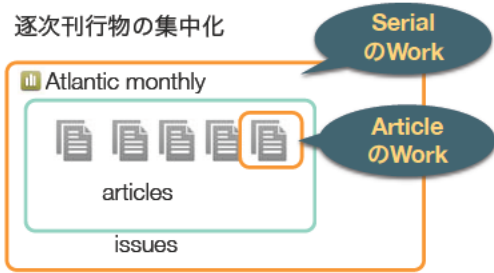 逐次刊行物の集中化
Serial
のWork
Atlantic monthly
Article
のWork
articles
issues